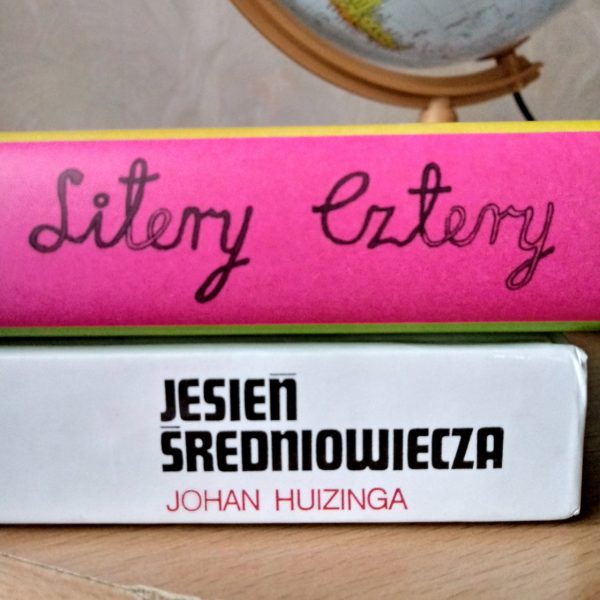 Litery Cztery
JESIEŃ
ŚREDNIOWIECZA
JOHAN HUIZINGA